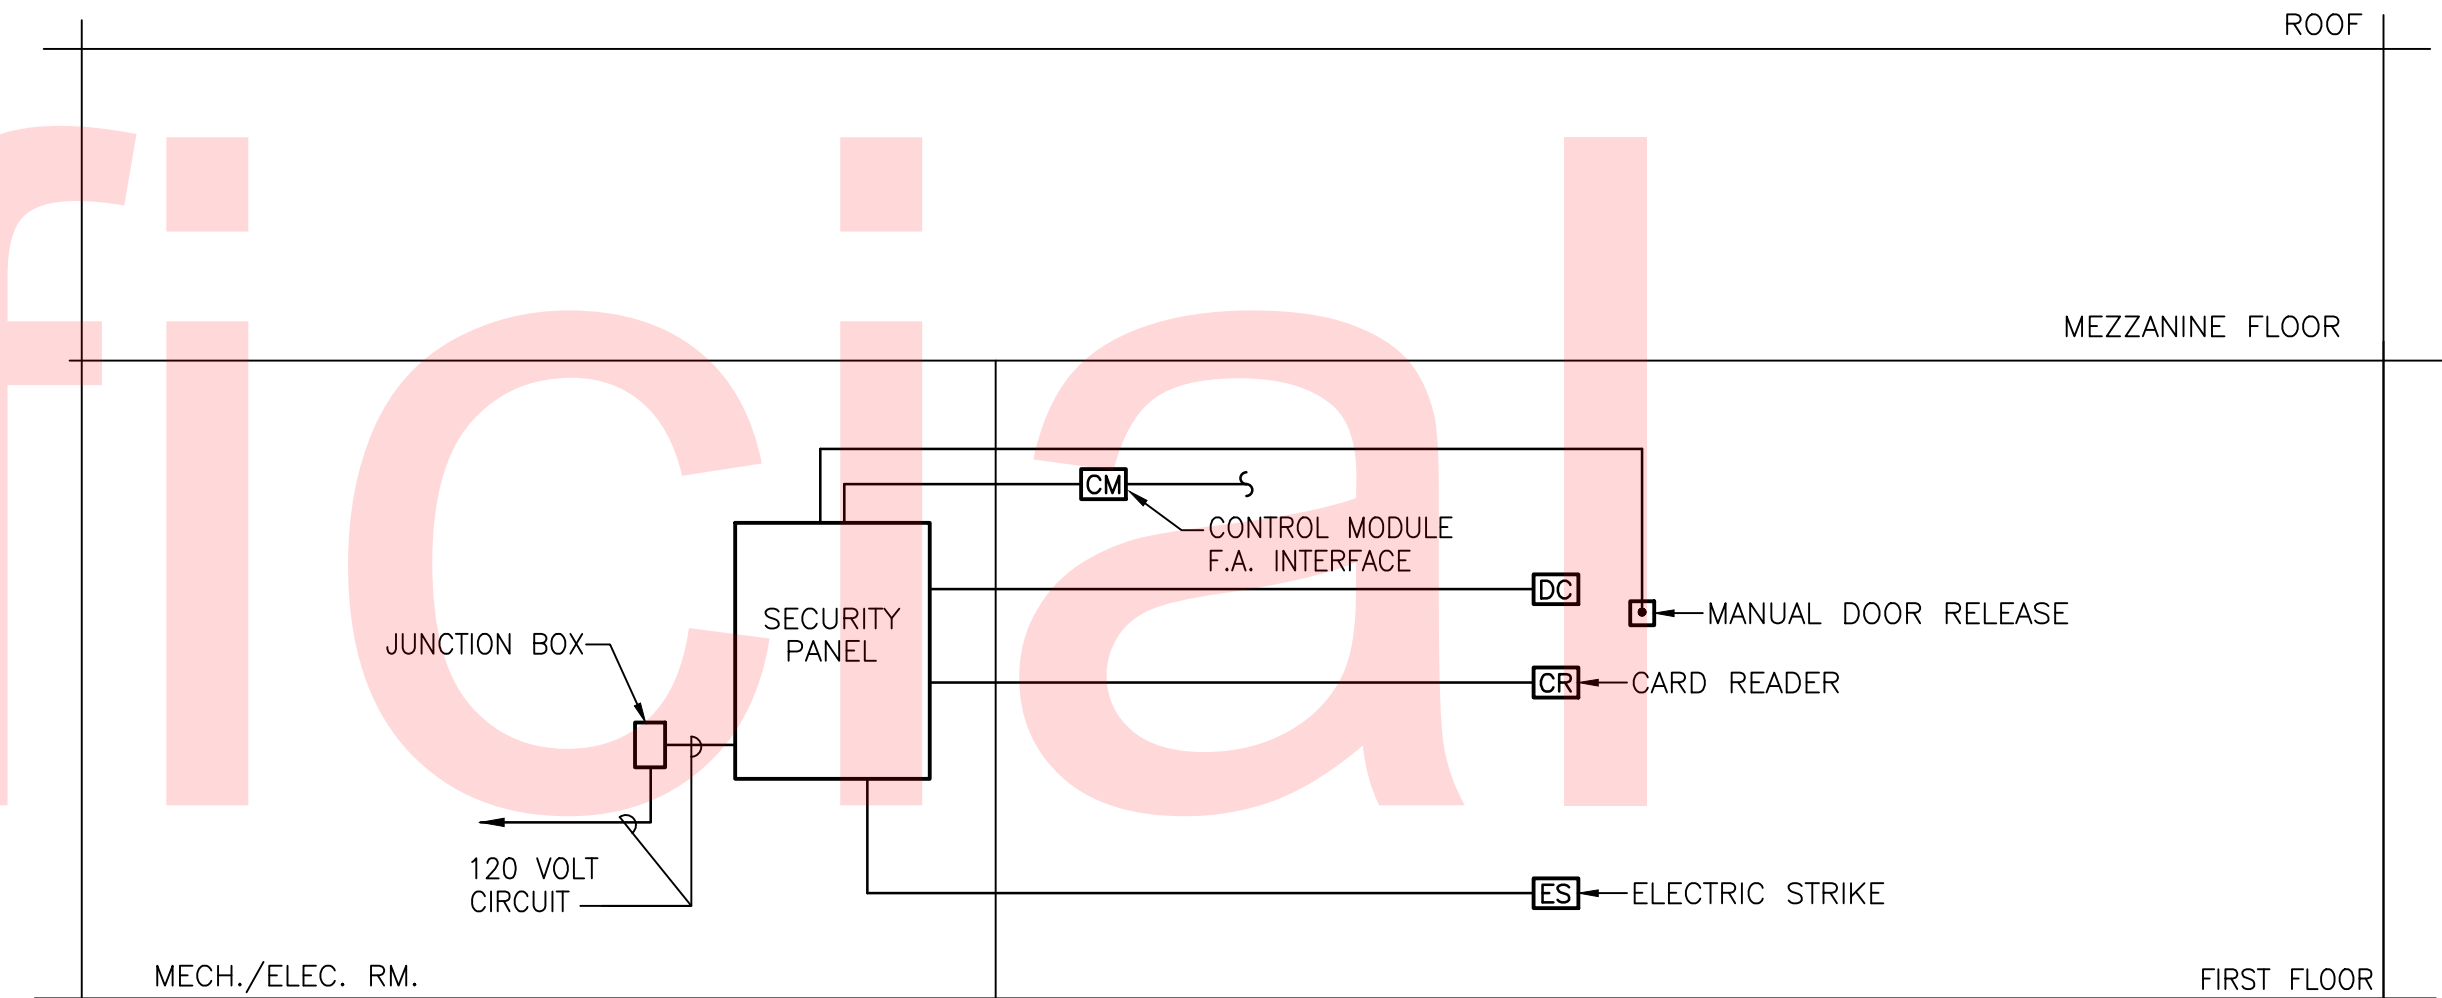 ROOF
MEZZANINE FLOOR
CM
CONTROL MODULE
F.A. INTERFACE
DC
SECURITY
PANEL
MANUAL DOOR RELEASE
JUNCTION BOX
CR
CARD READER
120 VOLT
CIRCUIT
ES
ELECTRIC STRIKE
MECH./ELEC. RM.
FIRST FLOOR
ficial